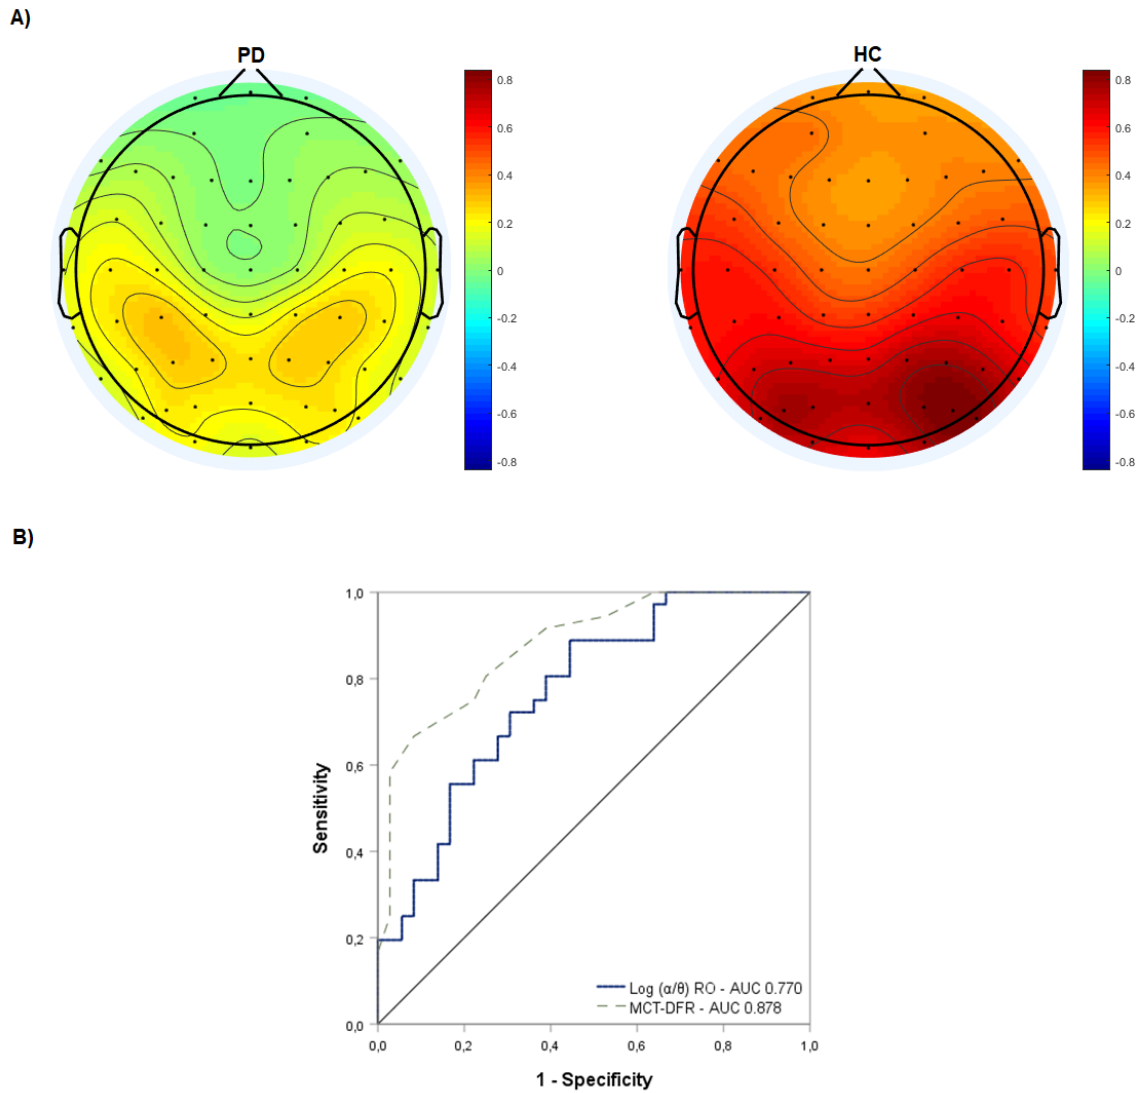 A)
PD
HC
0.8
0.6
0.4
0.2
0
-0.2
-0.4
-0.6
-0.8
0.8
0.6
0.4
0.2
0
-0.2
-0.4
-0.6
-0.8
B)
1,0
0,8
0,6
0,4
0,2
0,0
Sensitivity
Log (α/θ) RO - AUC 0.770
MCT-DFR - AUC 0.878
0,0 0,2 0,4 0,6 0,8 1,0
1 - Specificity